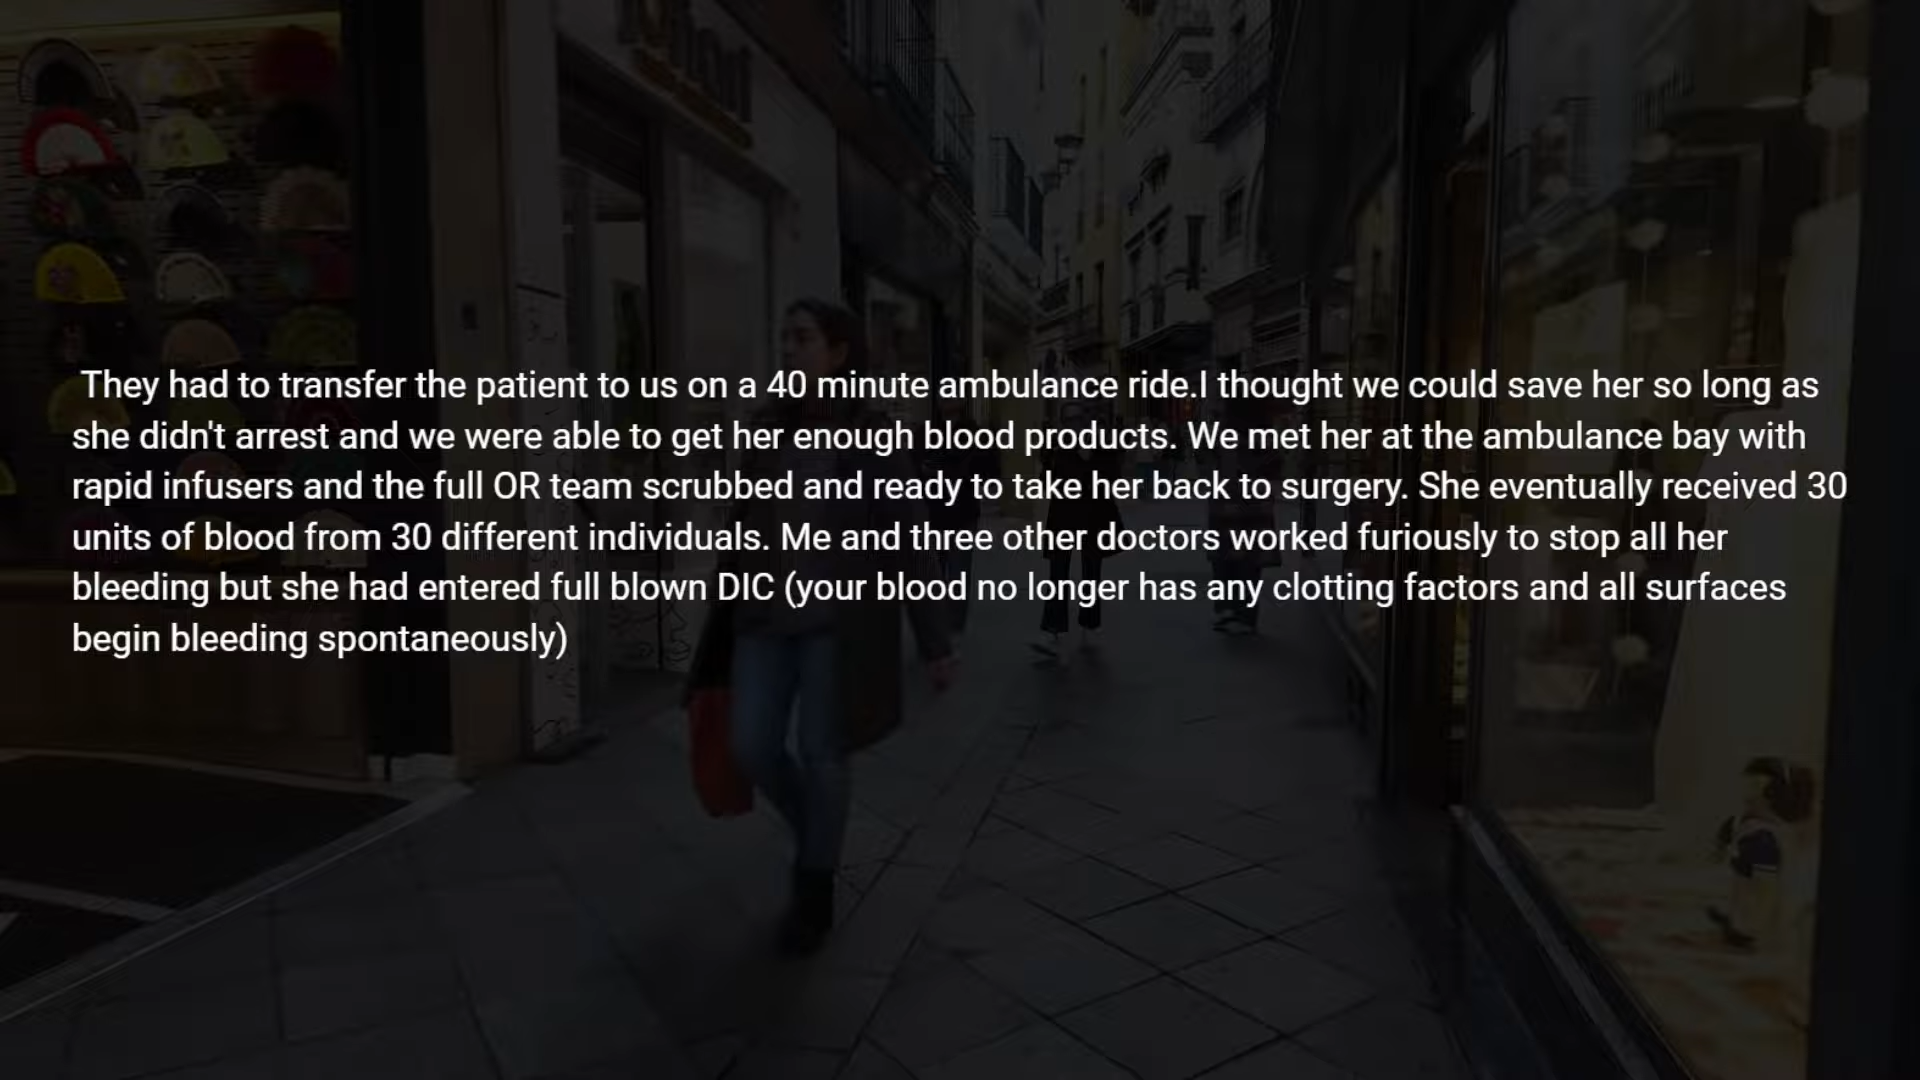 They had to transfer the patient to us on a 40 minute ambulance ride.I thought we could save her so long as
she didn't arrest and we were able to get her enough blood products. We met her at the ambulance bay with
rapid infusers and the full OR team scrubbed and ready to take her back to surgery. She eventually received 30
units of blood from 30 different individuals. Me and three other doctors worked furiously to stop all her
bleeding but she had entered full blown DIC (your blood no longer has any clotting factors and all surfaces
begin bleeding spontaneously)